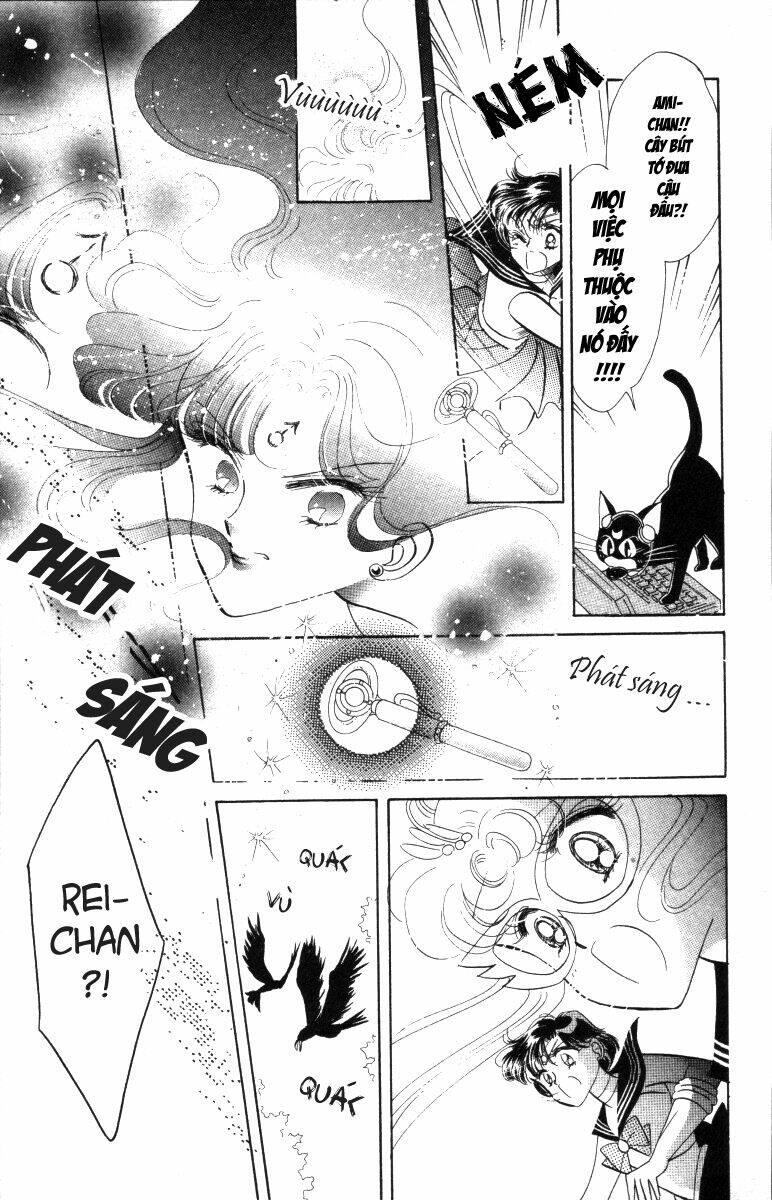 AMI-
CHAN!!
CÂY BÚT
TỚ ĐƯA
CẬU
ĐÂU?!
MỌI
VIỆC
PHỤ
THUỘC
VÀO
NÓ ĐẤY
!!!!
NÉM
Vùùùùùù...
PHÁT
SÁNG
Phát sáng...
QUÁC
VÙ
QUÁC
REI-
CHAN
?!